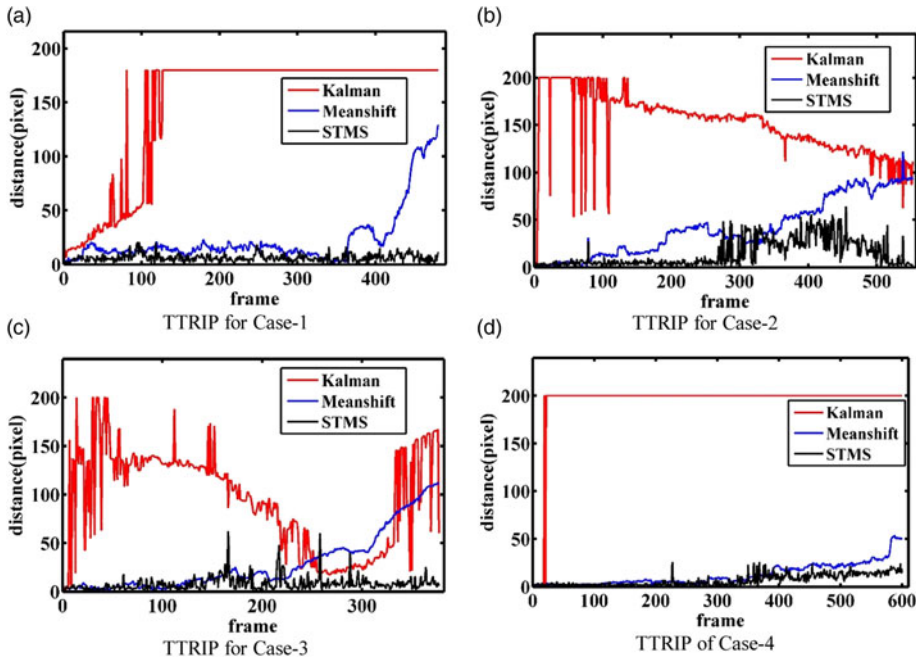 (a)
200
150
100
50
0
distance(pixel)
0 100 200 300 400
frame
Kalman
Meanshift
STMS
TTRIP for Case-1
(b)
200
150
100
50
0
distance(pixel)
0 100 200 300 400 500
frame
Kalman
Meanshift
STMS
TTRIP for Case-2
(c)
200
150
100
50
0
distance(pixel)
0 100 200 300
frame
Kalman
Meanshift
STMS
TTRIP for Case-3
(d)
200
150
100
50
0
distance(pixel)
0 100 200 300 400 500 600
frame
Kalman
Meanshift
STMS
TTRIP of Case-4